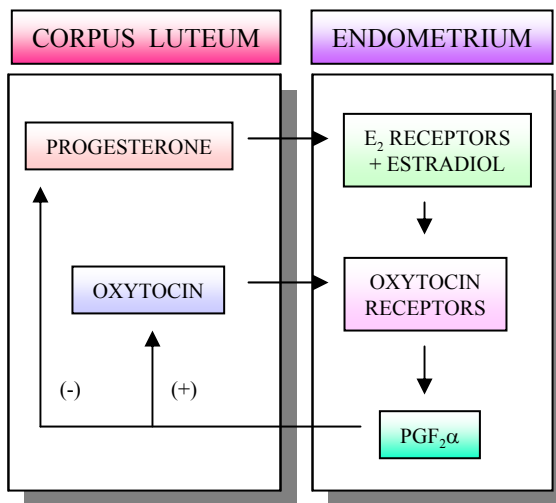 CORPUS LUTEUM
PROGESTERONE
OXYTOCIN
(-)
(+)
ENDOMETRIUM
E₂ RECEPTORS
+ ESTRADIOL
OXYTOCIN
RECEPTORS
PGF₂α